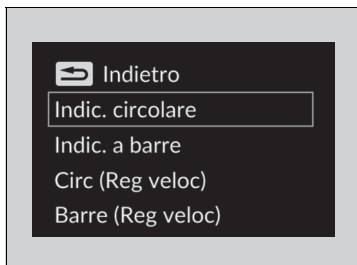 Indietro
Indic. circolare
Indic. a barre
Circ (Reg veloc)
Barre (Reg veloc)